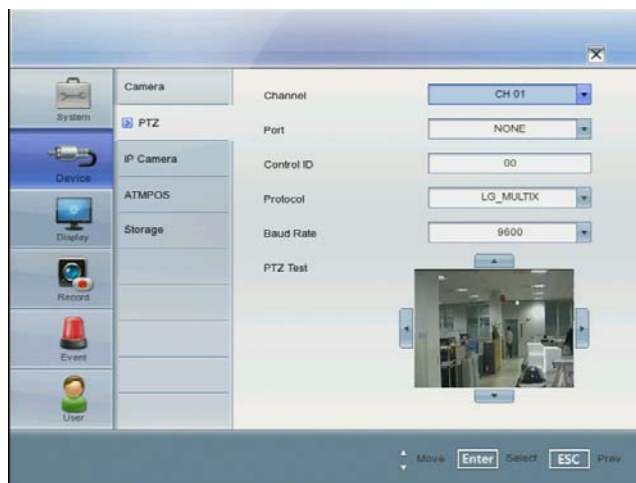 System
Device
Display
Record
Event
User
Camera
PTZ
IP Camera
ATMPOS
Storage
Channel CH 01
Port NONE
Control ID 00
Protocol LG_MULTIX
Baud Rate 9600
PTZ Test
Move Enter Select ESC Prev